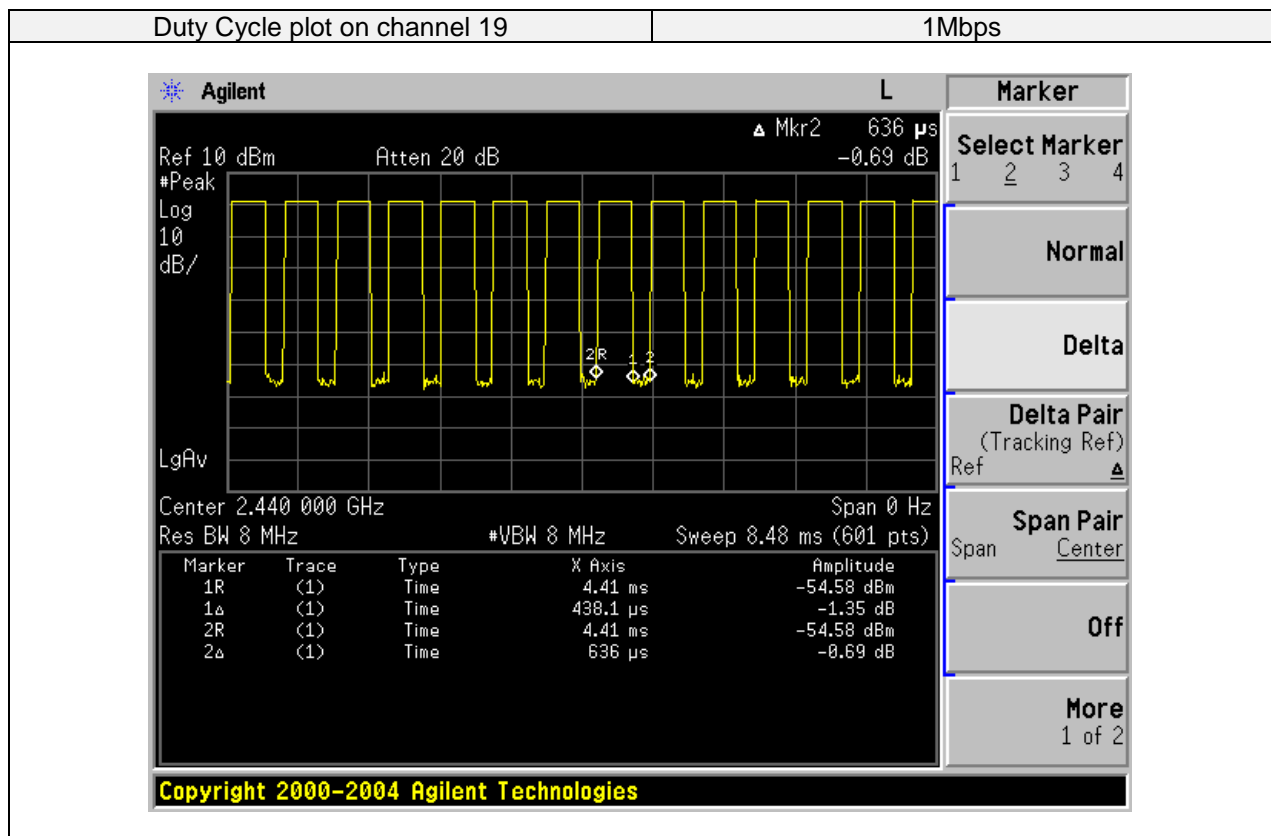 Duty Cycle plot on channel 19 1Mbps
Agilent L Marker
Δ Mkr2 636 µs
Ref 10 dBm Atten 20 dB -0.69 dB
#Peak
Log
10
dB/
2R 1 2
LgAv
Center 2.440 000 GHz Span 0 Hz
Res BW 8 MHz #VBW 8 MHz Sweep 8.48 ms (601 pts)
Marker Trace Type X Axis Amplitude
1R (1) Time 4.41 ms -54.58 dBm
1Δ (1) Time 438.1 µs -1.35 dB
2R (1) Time 4.41 ms -54.58 dBm
2Δ (1) Time 636 µs -0.69 dB
Select Marker
1 2 3 4
Normal
Delta
Delta Pair
(Tracking Ref)
Ref Δ
Span Pair
Span Center
Off
More
1 of 2
Copyright 2000-2004 Agilent Technologies